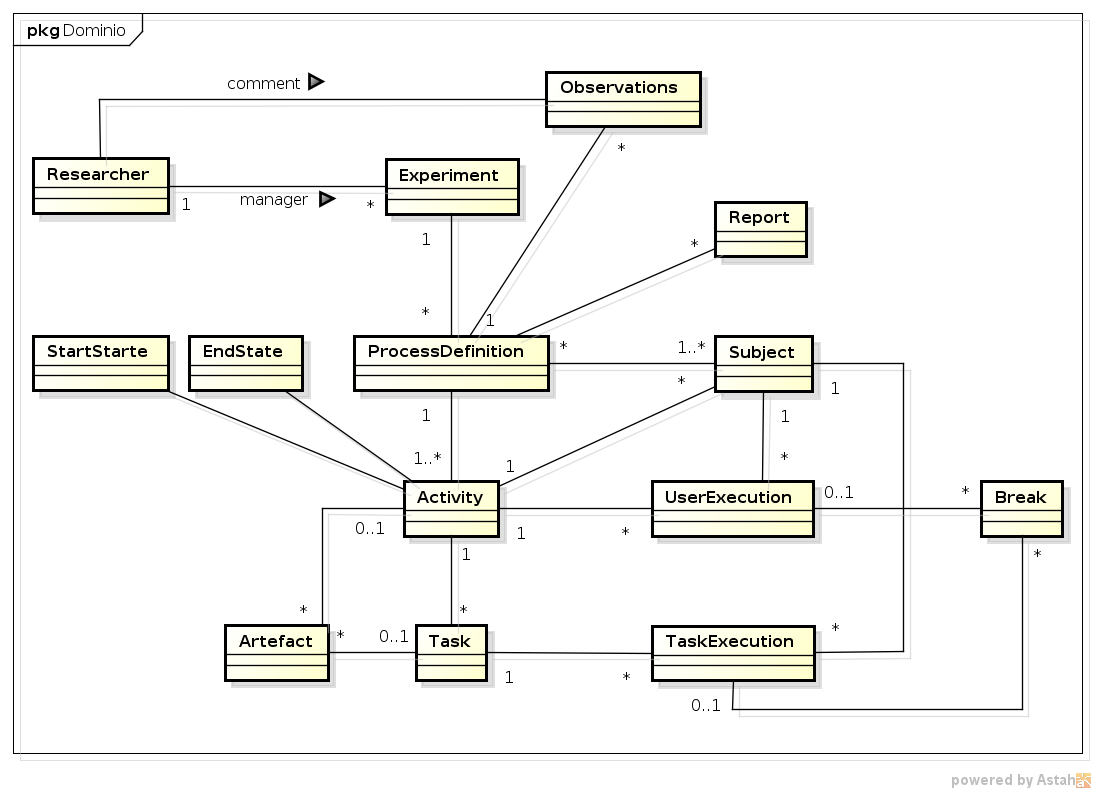 pkg Dominio
comment
Observations
*
Researcher
Experiment
1
manager
*
Report
1
*
*
1
StartStarte
EndState
ProcessDefinition
*
1..*
Subject
*
1
1
1
1..*
1
*
Activity
UserExecution
0..1
*
Break
0..1
1
*
1
*
*
*
Artefact
*
0..1
Task
TaskExecution
*
1
*
0..1
powered by Astah